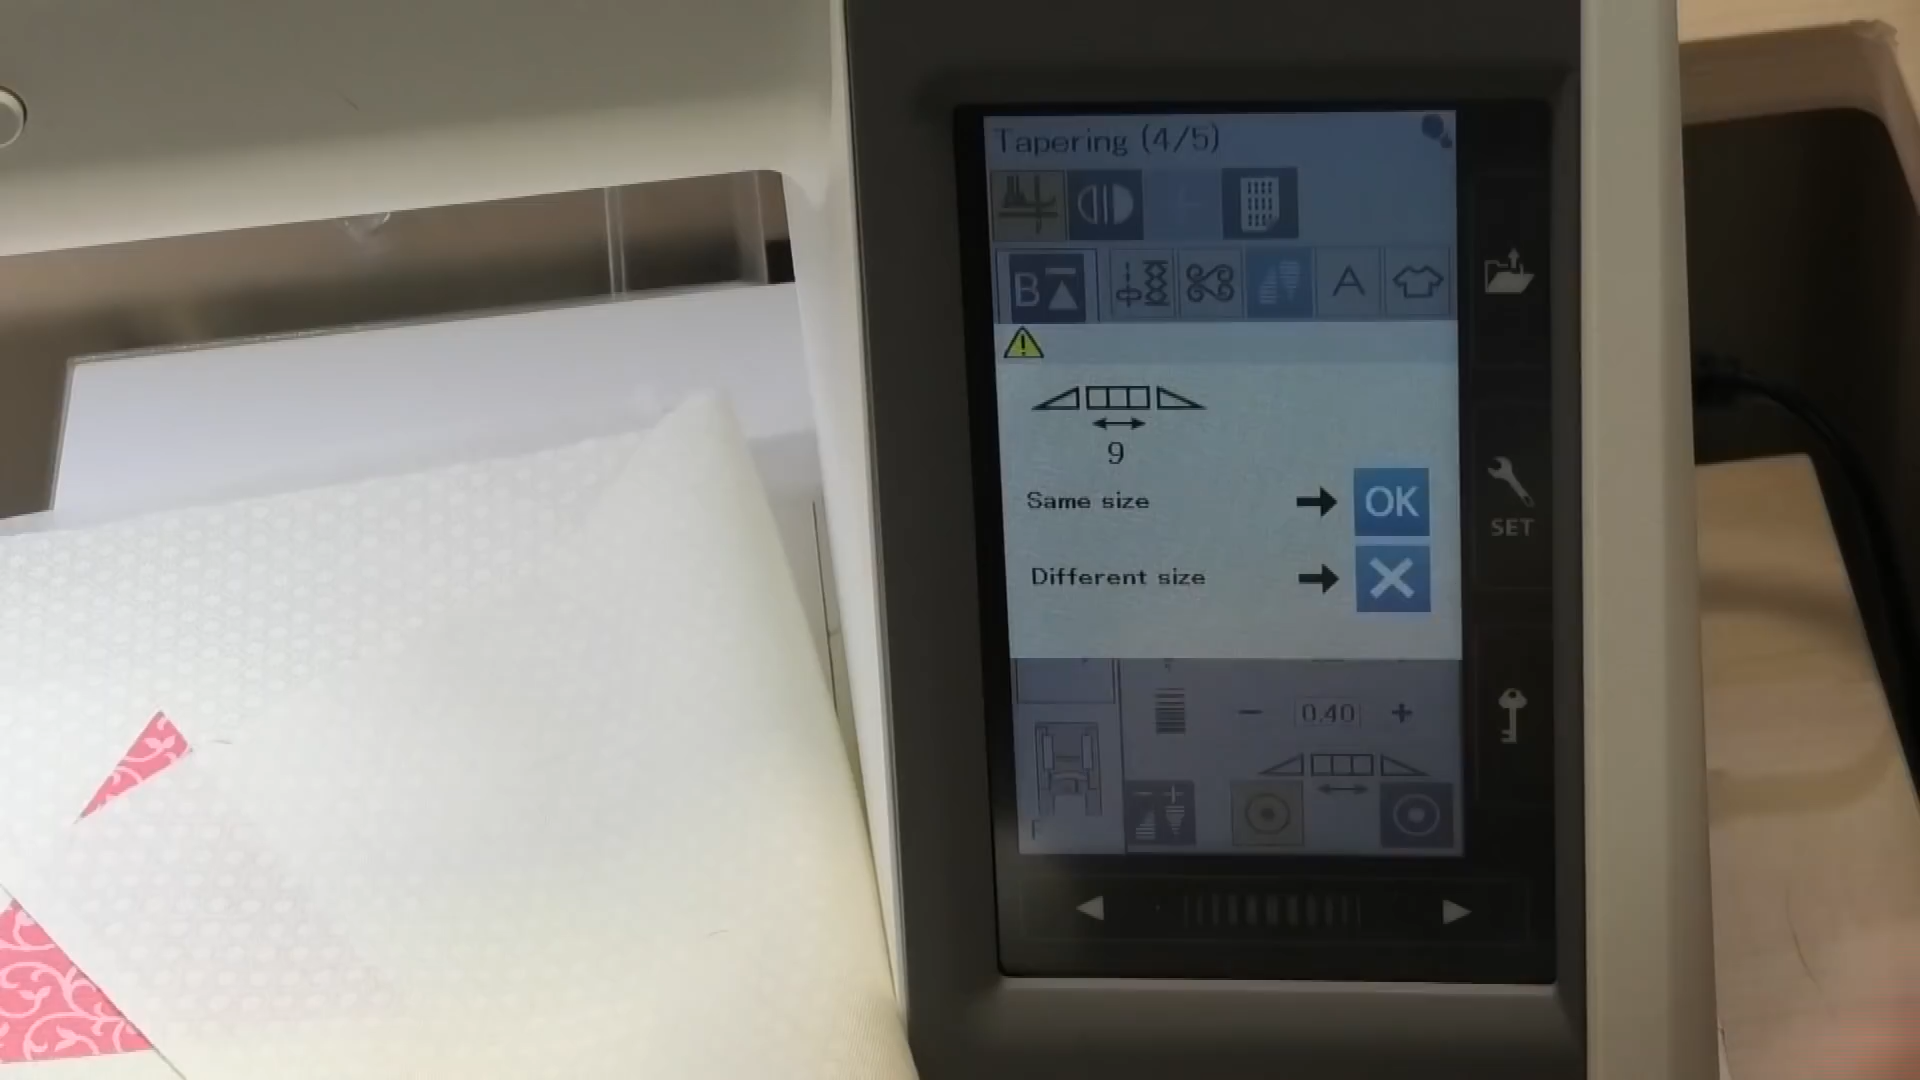 Tapering (4/5)
B
A
9
Same size
OK
Different size
SET
0.40
F